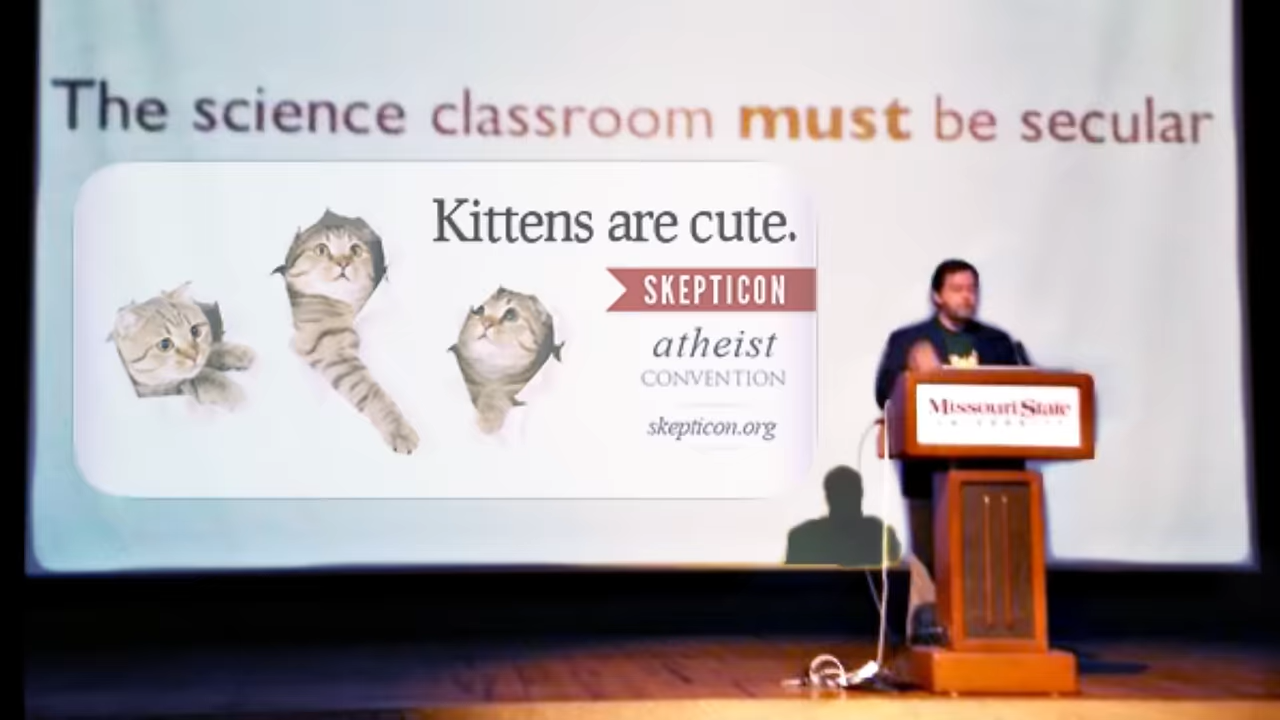 The science classroom must be secular
Kittens are cute.
SKEPTICON
atheist
CONVENTION
skepticon.org
Missouri State